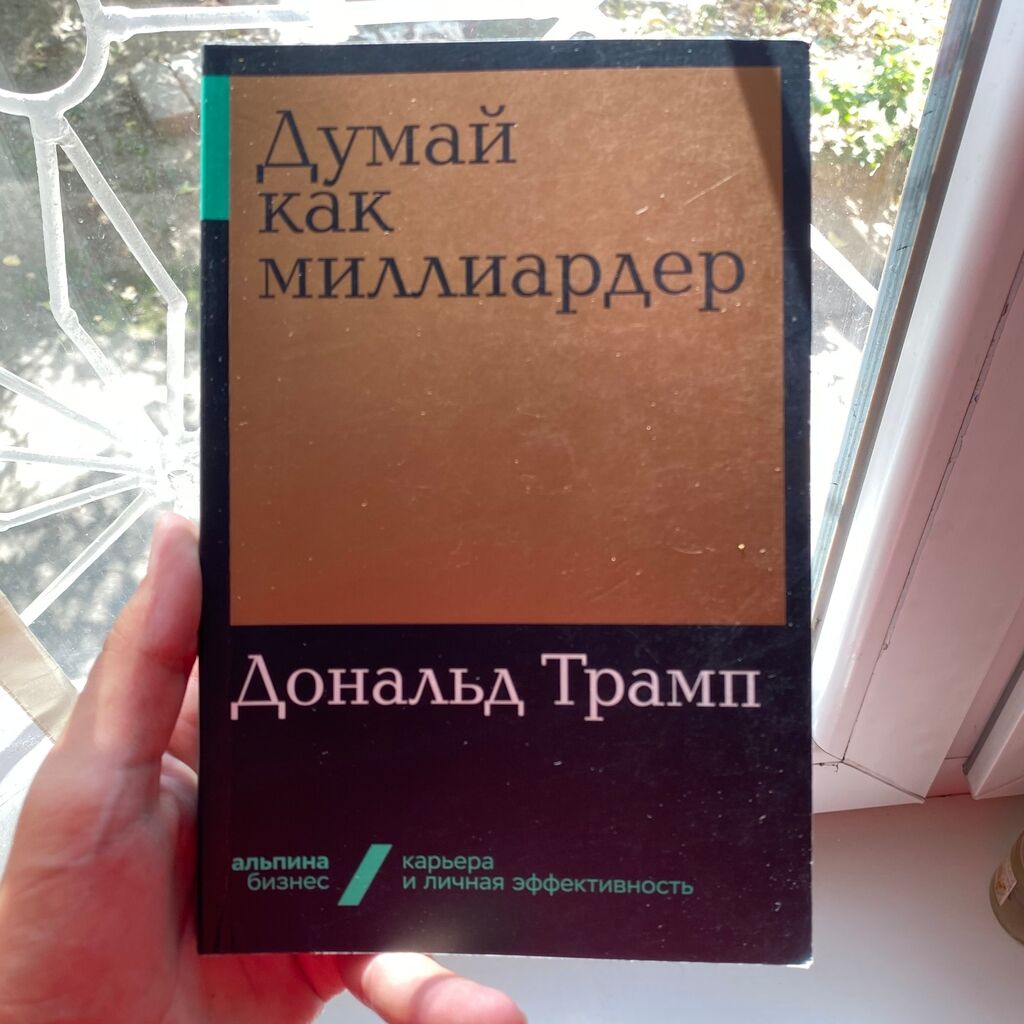 Думай
как
миллиардер
Дональд Трамп
альпина
бизнес
карьера
и личная эффективность